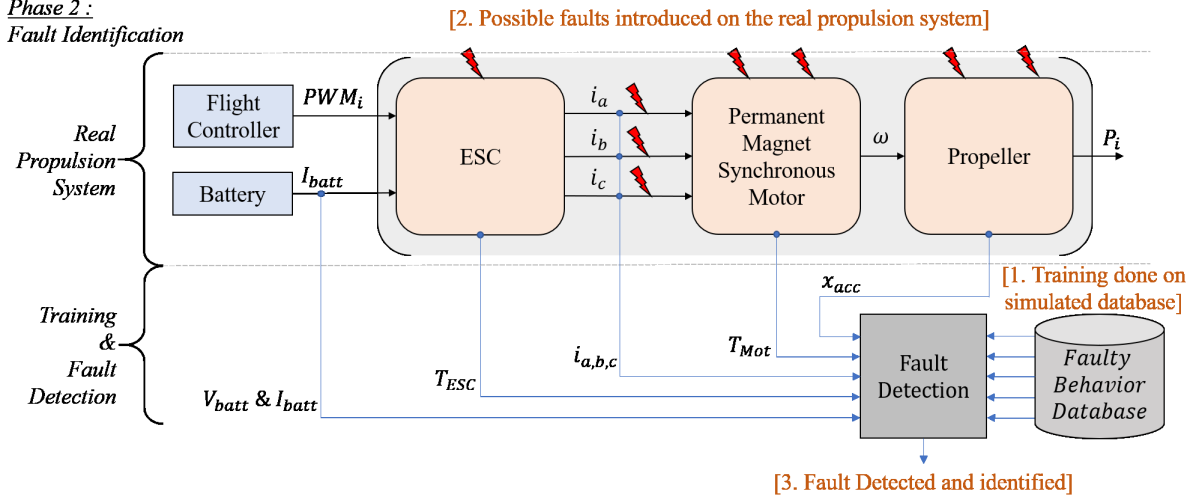 Phase 2 :
Fault Identification
[2. Possible faults introduced on the real propulsion system]
Real
Propulsion
System
Flight
Controller
PWM_i
Battery
I_batt
ESC
i_a
i_b
i_c
Permanent
Magnet
Synchronous
Motor
ω
Propeller
P_i
[1. Training done on
simulated database]
x_acc
Training
&
Fault
Detection
V_batt & I_batt
T_ESC
i_a,b,c
T_Mot
Fault
Detection
Faulty
Behavior
Database
[3. Fault Detected and identified]